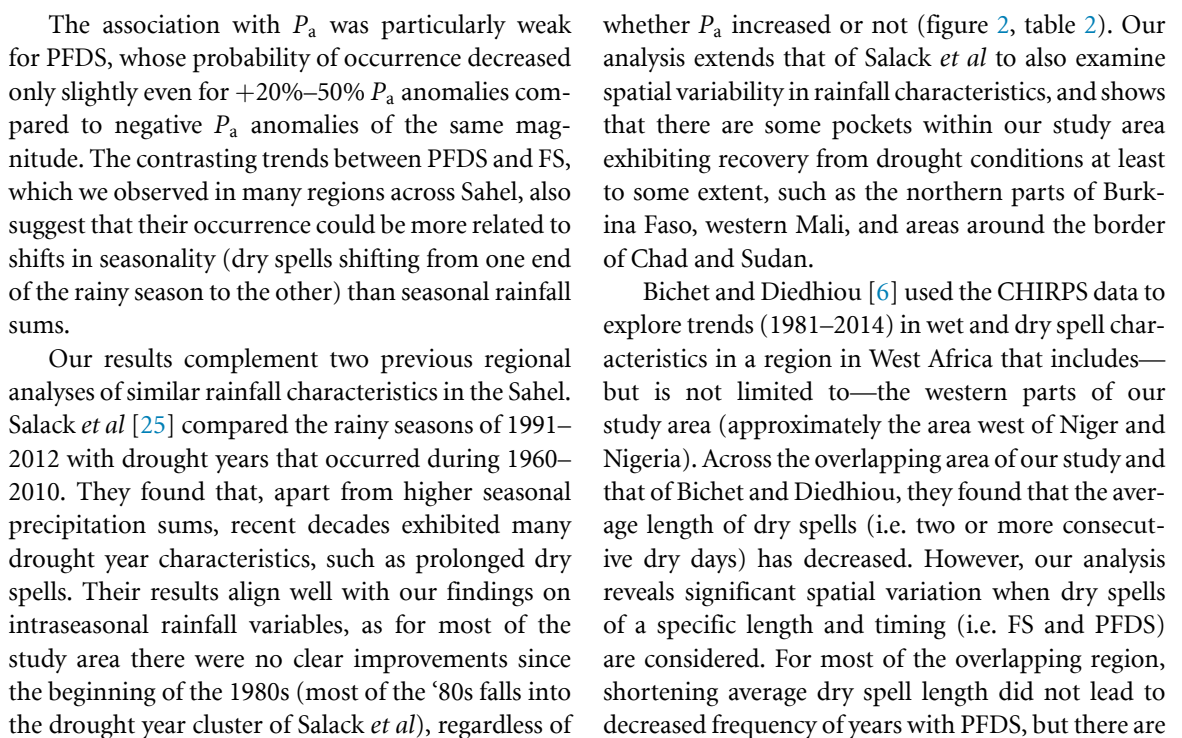 The association with Pa was particularly weak
for PFDS, whose probability of occurrence decreased
only slightly even for +20%–50% Pa anomalies com-
pared to negative Pa anomalies of the same mag-
nitude. The contrasting trends between PFDS and FS,
which we observed in many regions across Sahel, also
suggest that their occurrence could be more related to
shifts in seasonality (dry spells shifting from one end
of the rainy season to the other) than seasonal rainfall
sums.
Our results complement two previous regional
analyses of similar rainfall characteristics in the Sahel.
Salack et al [25] compared the rainy seasons of 1991–
2012 with drought years that occurred during 1960–
2010. They found that, apart from higher seasonal
precipitation sums, recent decades exhibited many
drought year characteristics, such as prolonged dry
spells. Their results align well with our findings on
intraseasonal rainfall variables, as for most of the
study area there were no clear improvements since
the beginning of the 1980s (most of the ‘80s falls into
the drought year cluster of Salack et al), regardless of
whether Pa increased or not (figure 2, table 2). Our
analysis extends that of Salack et al to also examine
spatial variability in rainfall characteristics, and shows
that there are some pockets within our study area
exhibiting recovery from drought conditions at least
to some extent, such as the northern parts of Burk-
ina Faso, western Mali, and areas around the border
of Chad and Sudan.
Bichet and Diedhiou [6] used the CHIRPS data to
explore trends (1981–2014) in wet and dry spell char-
acteristics in a region in West Africa that includes—
but is not limited to—the western parts of our
study area (approximately the area west of Niger and
Nigeria). Across the overlapping area of our study and
that of Bichet and Diedhiou, they found that the aver-
age length of dry spells (i.e. two or more consecut-
ive dry days) has decreased. However, our analysis
reveals significant spatial variation when dry spells
of a specific length and timing (i.e. FS and PFDS)
are considered. For most of the overlapping region,
shortening average dry spell length did not lead to
decreased frequency of years with PFDS, but there are